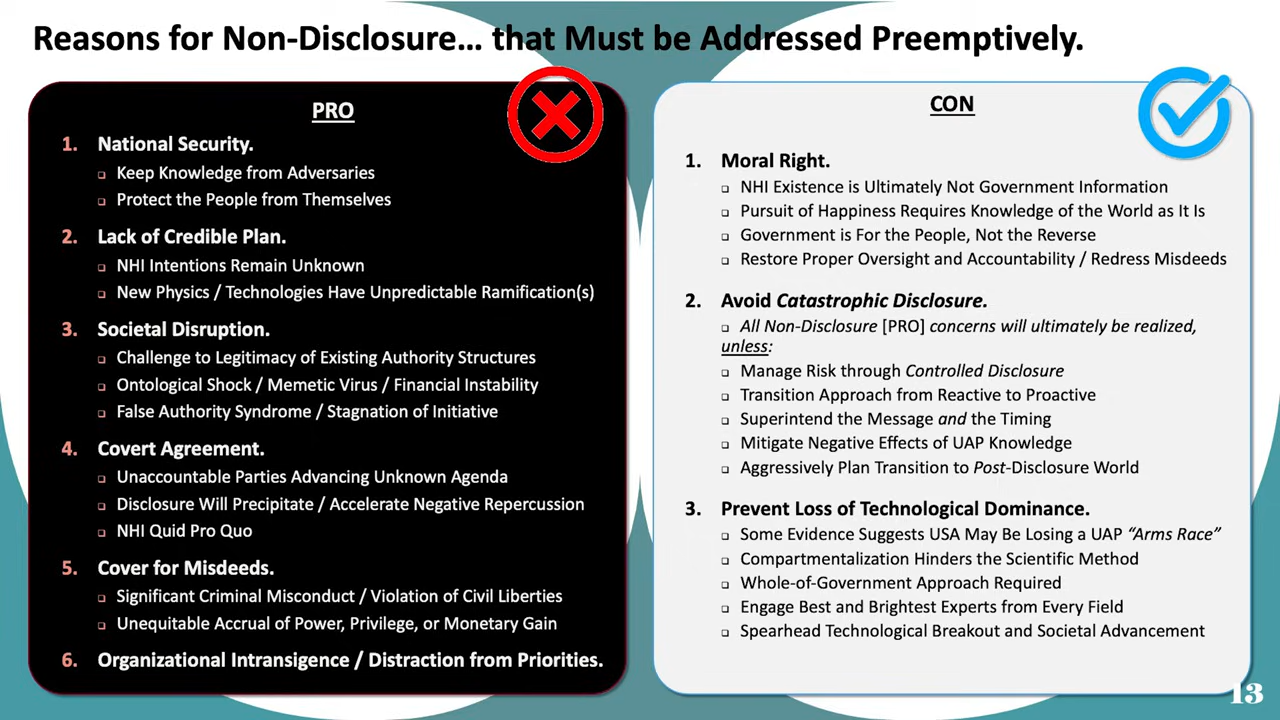 Reasons for Non-Disclosure… that Must be Addressed Preemptively.
PRO
1. National Security.
❑ Keep Knowledge from Adversaries
❑ Protect the People from Themselves
2. Lack of Credible Plan.
❑ NHI Intentions Remain Unknown
❑ New Physics / Technologies Have Unpredictable Ramification(s)
3. Societal Disruption.
❑ Challenge to Legitimacy of Existing Authority Structures
❑ Ontological Shock / Memetic Virus / Financial Instability
❑ False Authority Syndrome / Stagnation of Initiative
4. Covert Agreement.
❑ Unaccountable Parties Advancing Unknown Agenda
❑ Disclosure Will Precipitate / Accelerate Negative Repercussion
❑ NHI Quid Pro Quo
5. Cover for Misdeeds.
❑ Significant Criminal Misconduct / Violation of Civil Liberties
❑ Unequitable Accrual of Power, Privilege, or Monetary Gain
6. Organizational Intransigence / Distraction from Priorities.
CON
1. Moral Right.
❑ NHI Existence is Ultimately Not Government Information
❑ Pursuit of Happiness Requires Knowledge of the World as It Is
❑ Government is For the People, Not the Reverse
❑ Restore Proper Oversight and Accountability / Redress Misdeeds
2. Avoid Catastrophic Disclosure.
❑ All Non-Disclosure [PRO] concerns will ultimately be realized,
unless:
❑ Manage Risk through Controlled Disclosure
❑ Transition Approach from Reactive to Proactive
❑ Superintend the Message and the Timing
❑ Mitigate Negative Effects of UAP Knowledge
❑ Aggressively Plan Transition to Post-Disclosure World
3. Prevent Loss of Technological Dominance.
❑ Some Evidence Suggests USA May Be Losing a UAP “Arms Race”
❑ Compartmentalization Hinders the Scientific Method
❑ Whole-of-Government Approach Required
❑ Engage Best and Brightest Experts from Every Field
❑ Spearhead Technological Breakout and Societal Advancement
13